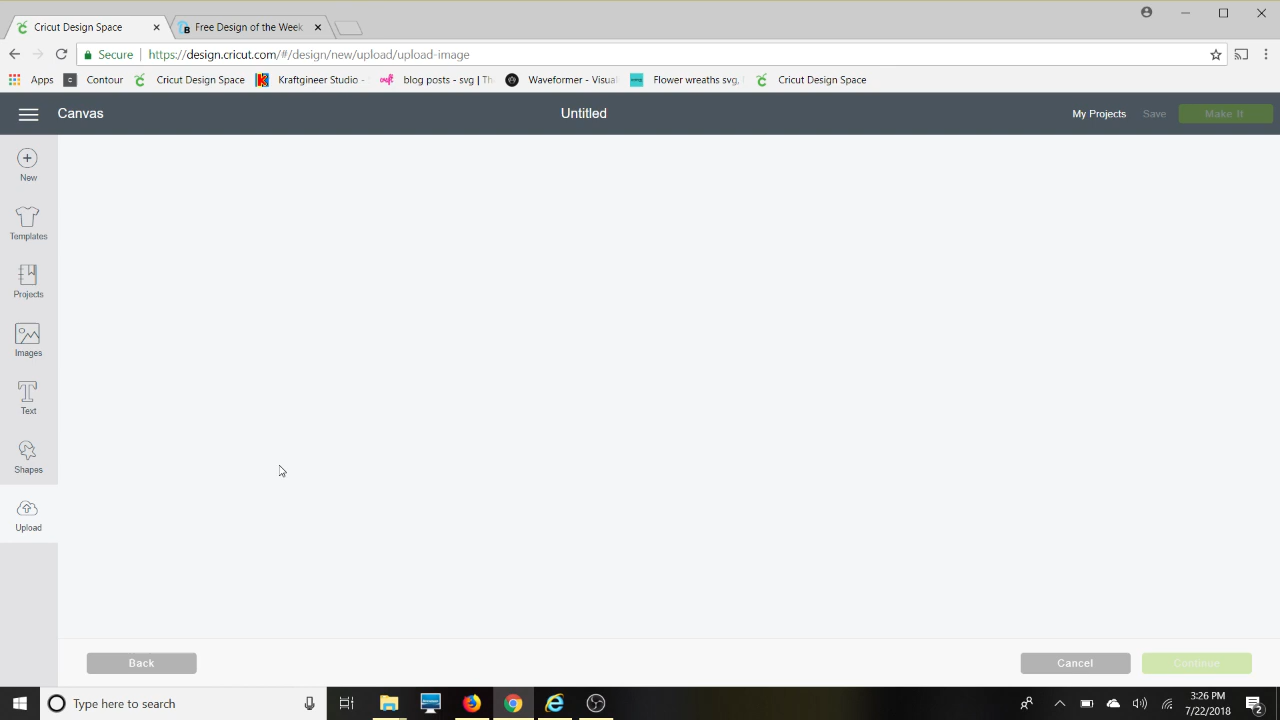 Cricut Design Space
Free Design of the Week
Secure
https://design.cricut.com/#/design/new/upload/upload-image
Apps
Contour
Cricut Design Space
Kraftgineer Studio -
blog posts - svg | Th
Waveformer - Visual
Flower wreaths svg,
Cricut Design Space
Canvas
Untitled
My Projects
Save
Make It
New
Templates
Projects
Images
Text
Shapes
Upload
Back
Cancel
Continue
Type here to search
3:26 PM
7/22/2018
2